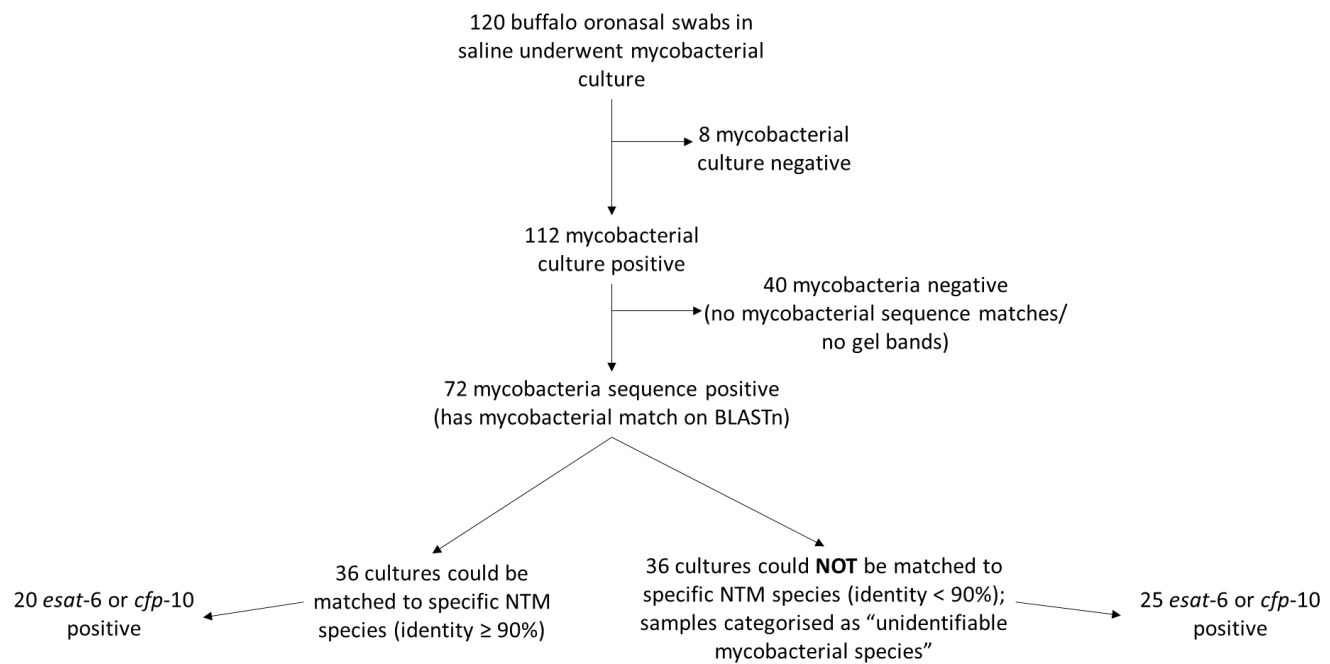 120 buffalo oronasal swabs in
saline underwent mycobacterial
culture
8 mycobacterial
culture negative
112 mycobacterial
culture positive
40 mycobacteria negative
(no mycobacterial sequence matches/
no gel bands)
72 mycobacteria sequence positive
(has mycobacterial match on BLASTn)
20 esat-6 or cfp-10
positive
36 cultures could be
matched to specific NTM
species (identity ≥ 90%)
36 cultures could NOT be matched to
specific NTM species (identity < 90%);
samples categorised as “unidentifiable
mycobacterial species”
25 esat-6 or cfp-10
positive